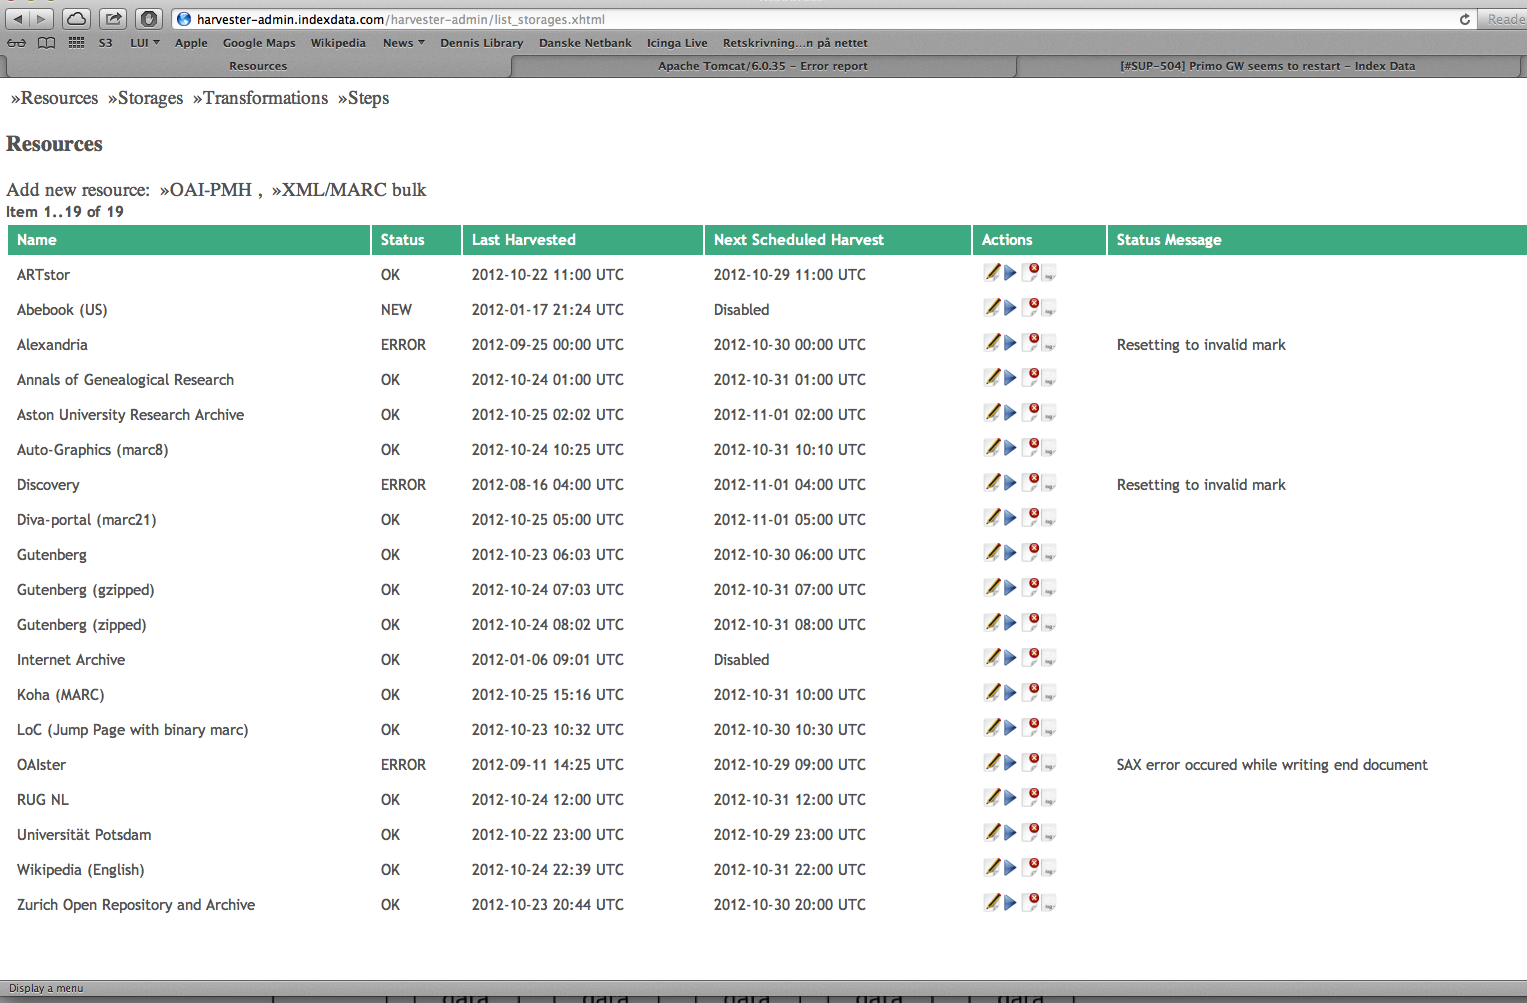 harvester-admin.indexdata.com/harvester-admin/list_storages.xhtml Reade
S3 LUI Apple Google Maps Wikipedia News Dennis Library Danske Netbank Icinga Live Retskrivning...n på nettet
Resources Apache Tomcat/6.0.35 – Error report [#SUP-504] Primo GW seems to restart – Index Data
»Resources »Storages »Transformations »Steps
Resources
Add new resource: »OAI-PMH , »XML/MARC bulk
Item 1..19 of 19
Name Status Last Harvested Next Scheduled Harvest Actions Status Message
ARTstor OK 2012-10-22 11:00 UTC 2012-10-29 11:00 UTC
Abebook (US) NEW 2012-01-17 21:24 UTC Disabled
Alexandria ERROR 2012-09-25 00:00 UTC 2012-10-30 00:00 UTC Resetting to invalid mark
Annals of Genealogical Research OK 2012-10-24 01:00 UTC 2012-10-31 01:00 UTC
Aston University Research Archive OK 2012-10-25 02:02 UTC 2012-11-01 02:00 UTC
Auto-Graphics (marc8) OK 2012-10-24 10:25 UTC 2012-10-31 10:10 UTC
Discovery ERROR 2012-08-16 04:00 UTC 2012-11-01 04:00 UTC Resetting to invalid mark
Diva-portal (marc21) OK 2012-10-25 05:00 UTC 2012-11-01 05:00 UTC
Gutenberg OK 2012-10-23 06:03 UTC 2012-10-30 06:00 UTC
Gutenberg (gzipped) OK 2012-10-24 07:03 UTC 2012-10-31 07:00 UTC
Gutenberg (zipped) OK 2012-10-24 08:02 UTC 2012-10-31 08:00 UTC
Internet Archive OK 2012-01-06 09:01 UTC Disabled
Koha (MARC) OK 2012-10-25 15:16 UTC 2012-10-31 10:00 UTC
LoC (Jump Page with binary marc) OK 2012-10-23 10:32 UTC 2012-10-30 10:30 UTC
OAIster ERROR 2012-09-11 14:25 UTC 2012-10-29 09:00 UTC SAX error occured while writing end document
RUG NL OK 2012-10-24 12:00 UTC 2012-10-31 12:00 UTC
Universität Potsdam OK 2012-10-22 23:00 UTC 2012-10-29 23:00 UTC
Wikipedia (English) OK 2012-10-24 22:39 UTC 2012-10-31 22:00 UTC
Zurich Open Repository and Archive OK 2012-10-23 20:44 UTC 2012-10-30 20:00 UTC
Display a menu
data data data data data